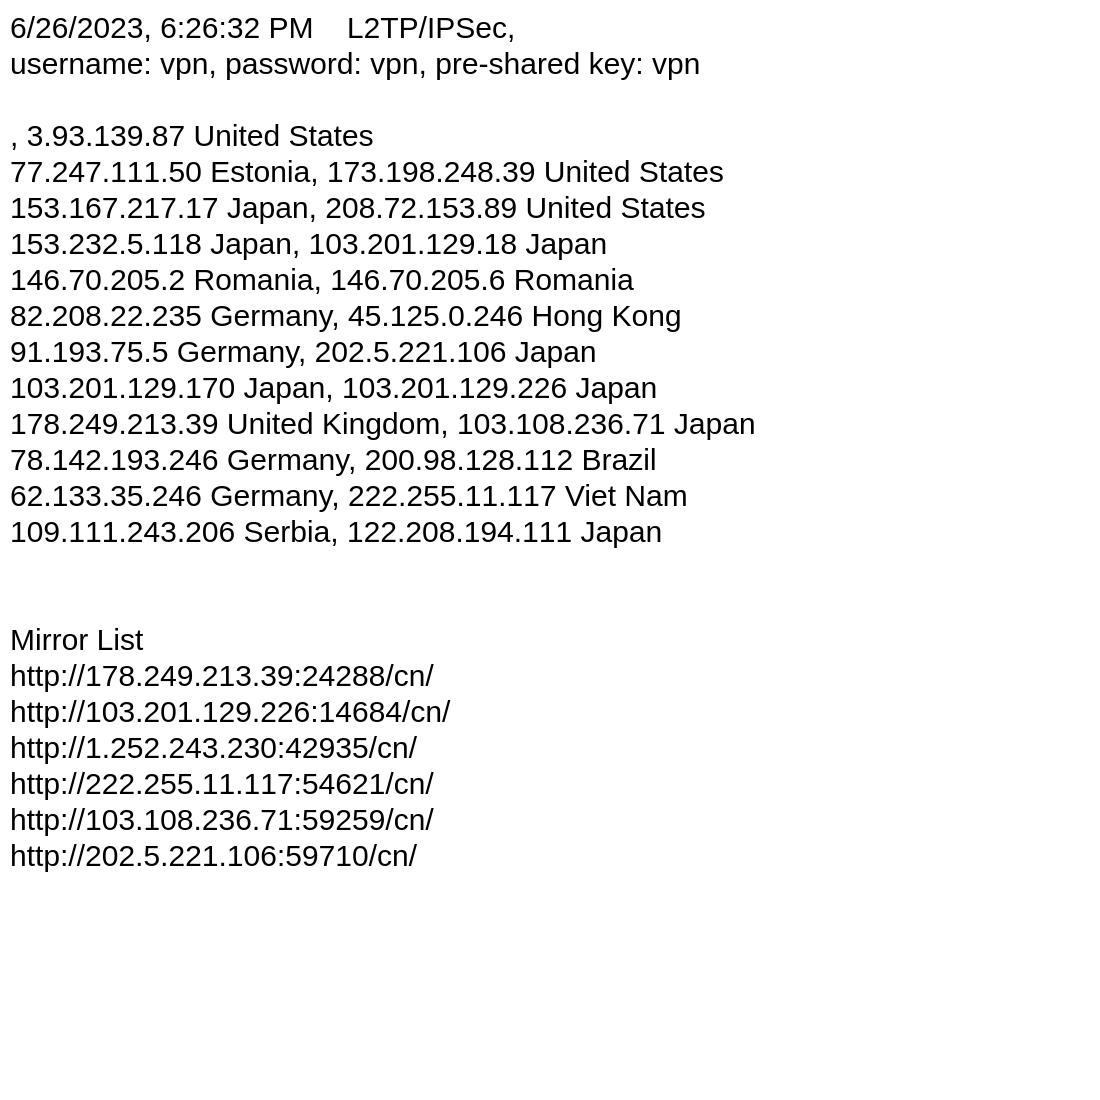 6/26/2023, 6:26:32 PM    L2TP/IPSec,
username: vpn, password: vpn, pre-shared key: vpn
, 3.93.139.87 United States
77.247.111.50 Estonia, 173.198.248.39 United States
153.167.217.17 Japan, 208.72.153.89 United States
153.232.5.118 Japan, 103.201.129.18 Japan
146.70.205.2 Romania, 146.70.205.6 Romania
82.208.22.235 Germany, 45.125.0.246 Hong Kong
91.193.75.5 Germany, 202.5.221.106 Japan
103.201.129.170 Japan, 103.201.129.226 Japan
178.249.213.39 United Kingdom, 103.108.236.71 Japan
78.142.193.246 Germany, 200.98.128.112 Brazil
62.133.35.246 Germany, 222.255.11.117 Viet Nam
109.111.243.206 Serbia, 122.208.194.111 Japan
Mirror List
http://178.249.213.39:24288/cn/
http://103.201.129.226:14684/cn/
http://1.252.243.230:42935/cn/
http://222.255.11.117:54621/cn/
http://103.108.236.71:59259/cn/
http://202.5.221.106:59710/cn/